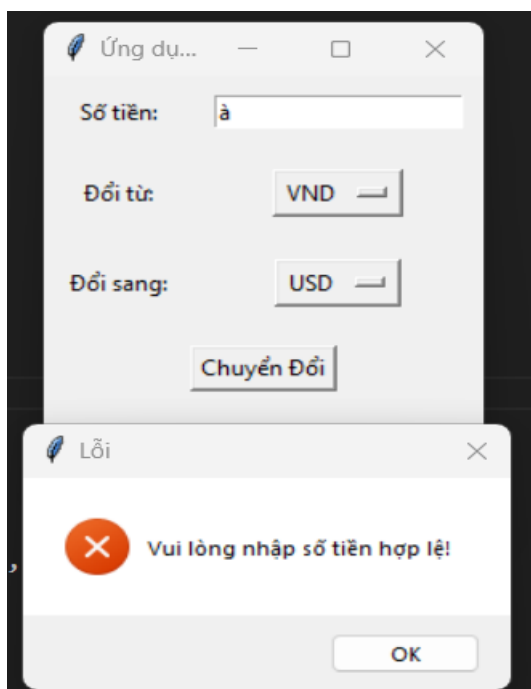 Ứng dụ...
Số tiền: à
Đổi từ: VND
Đổi sang: USD
Chuyển Đổi
Lỗi
,
Vui lòng nhập số tiền hợp lệ!
OK